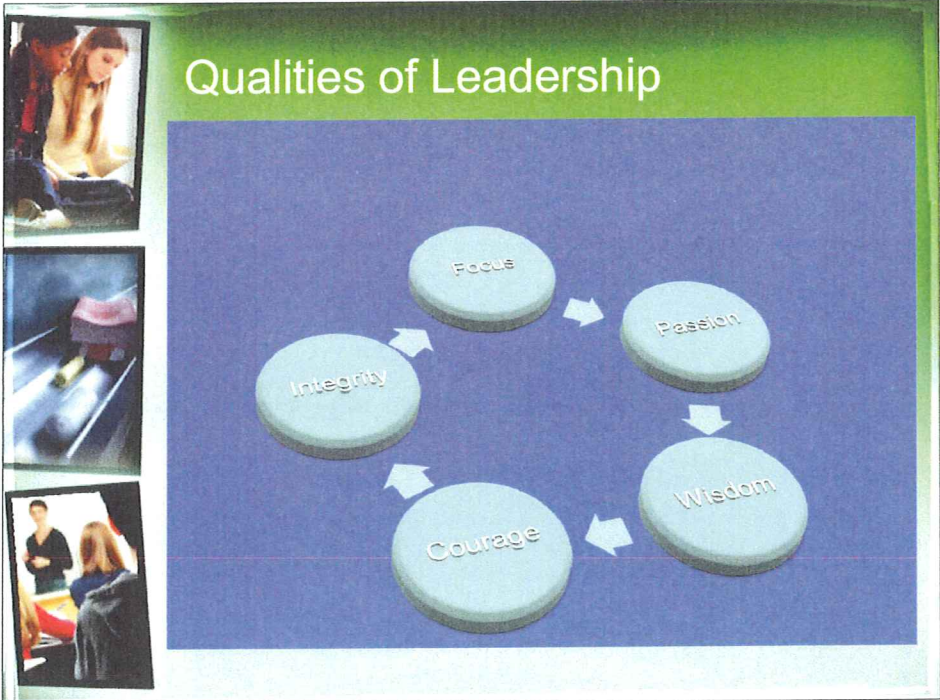 Qualities of Leadership
Focus
Passion
Wisdom
Courage
Integrity